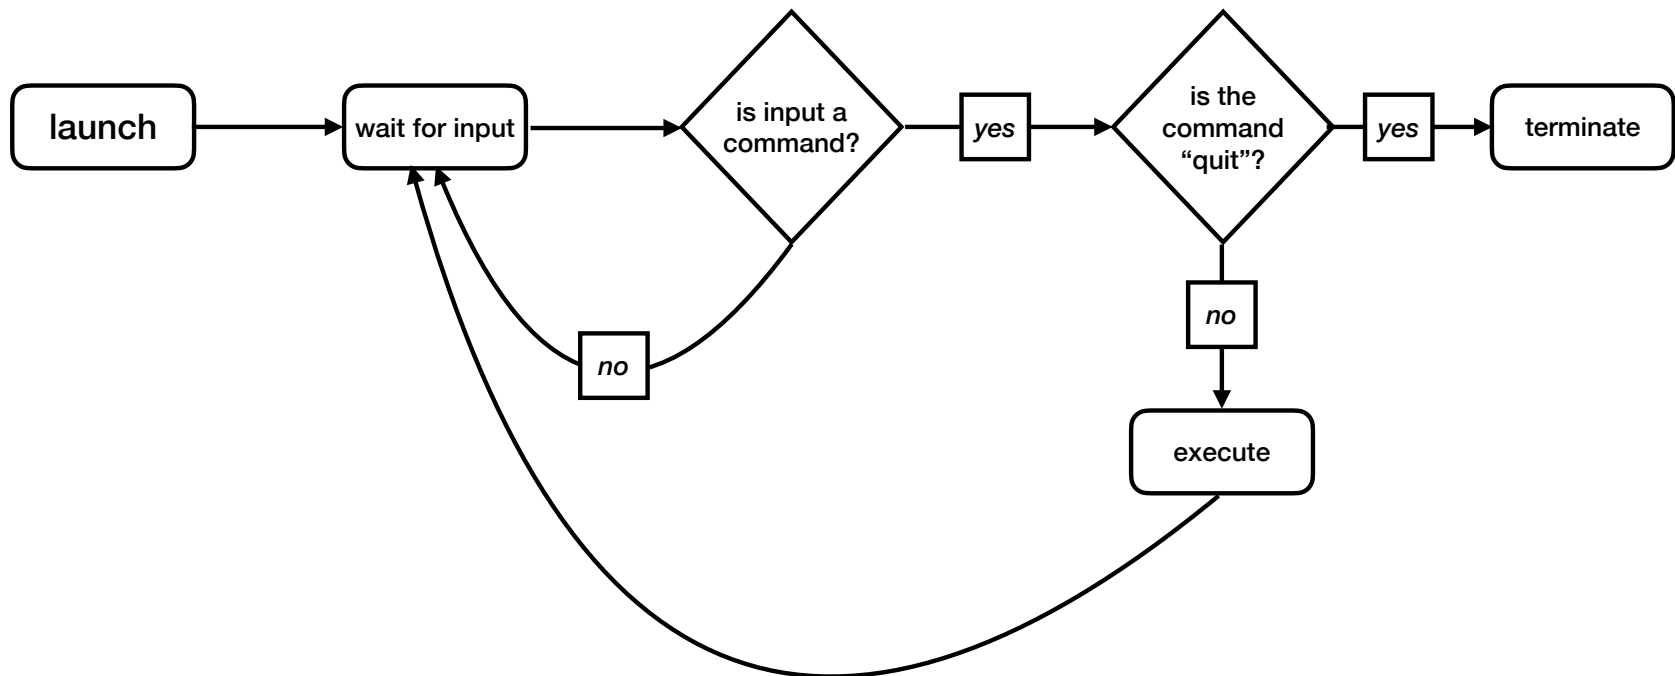 launch
wait for input
is input a
command?
yes
is the
command
“quit”?
yes
terminate
no
no
execute